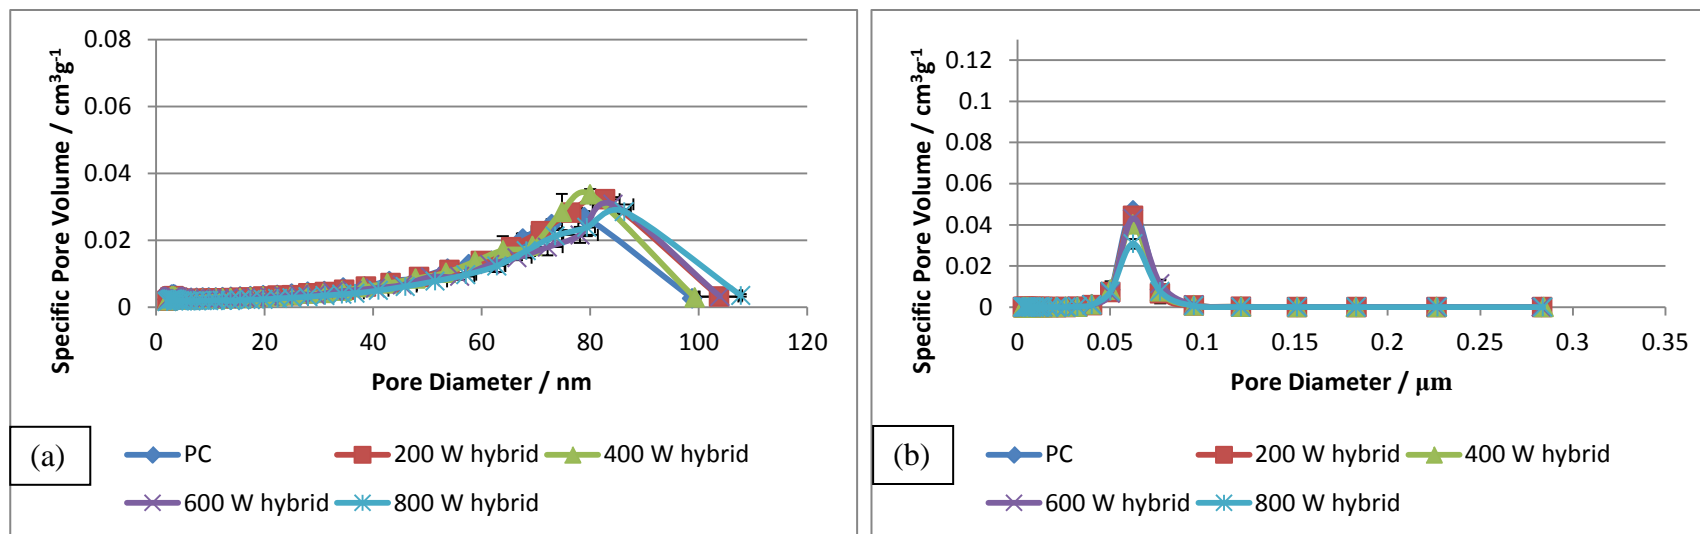 Specific Pore Volume / cm³g⁻¹
0.08
0.06
0.04
0.02
0
0 20 40 60 80 100 120
Pore Diameter / nm
(a)
PC 200 W hybrid 400 W hybrid
600 W hybrid 800 W hybrid
Specific Pore Volume / cm³g⁻¹
0.12
0.1
0.08
0.06
0.04
0.02
0
0 0.05 0.1 0.15 0.2 0.25 0.3 0.35
Pore Diameter / µm
(b)
PC 200 W hybrid 400 W hybrid
600 W hybrid 800 W hybrid